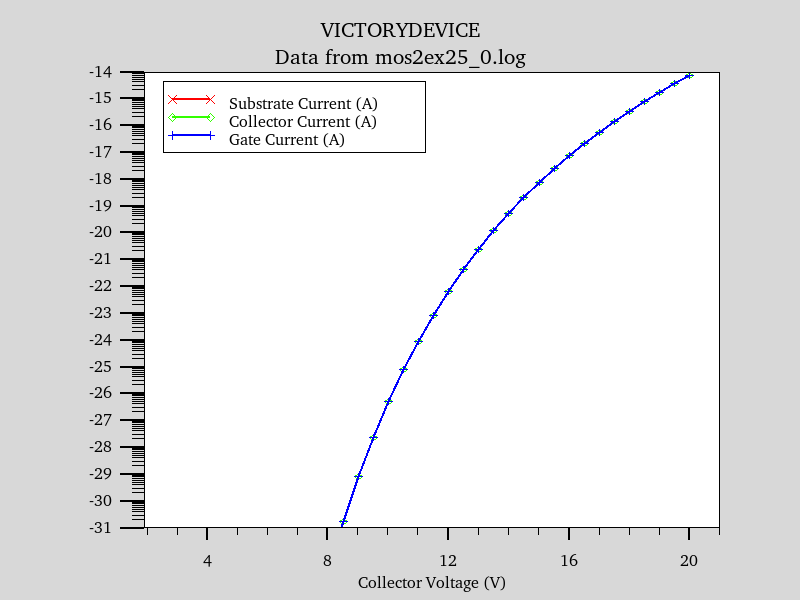 VICTORYDEVICE
Data from mos2ex25_0.log
Substrate Current (A)
Collector Current (A)
Gate Current (A)
-14
-15
-16
-17
-18
-19
-20
-21
-22
-23
-24
-25
-26
-27
-28
-29
-30
-31
4 8 12 16 20
Collector Voltage (V)